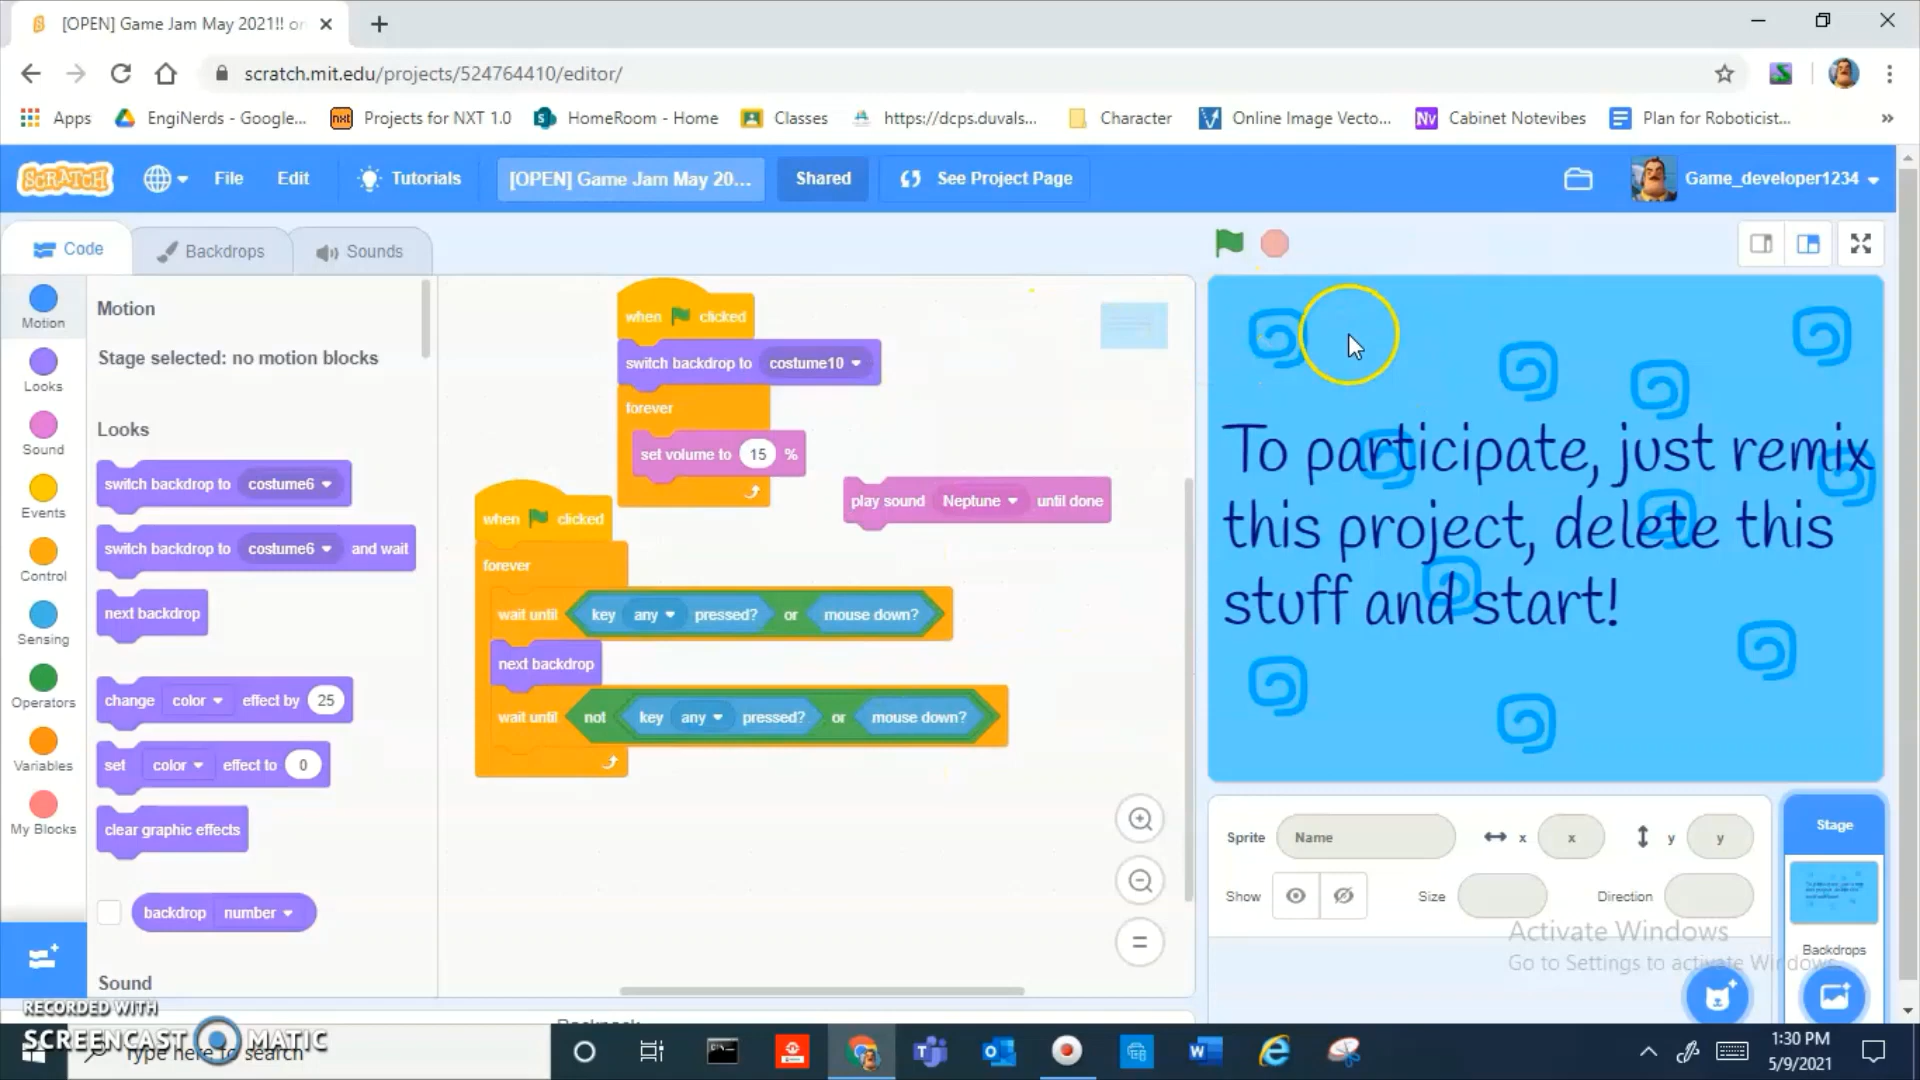 [OPEN] Game Jam May 2021!! on
scratch.mit.edu/projects/524764410/editor/
Apps
EngiNerds - Google...
nxt
Projects for NXT 1.0
HomeRoom - Home
Classes
https://dcps.duvals...
Character
Online Image Vecto...
Nv
Cabinet Notevibes
Plan for Roboticist...
»
SCRATCH
File
Edit
Tutorials
[OPEN] Game Jam May 20...
Shared
See Project Page
Game_developer1234
Code
Backdrops
Sounds
Motion
Looks
Sound
Events
Control
Sensing
Operators
Variables
My Blocks
Motion
Stage selected: no motion blocks
Looks
switch backdrop to costume6
switch backdrop to costume6 and wait
next backdrop
change color effect by 25
set color effect to 0
clear graphic effects
backdrop number
Sound
when clicked
switch backdrop to costume10
forever
set volume to 15 %
play sound Neptune until done
when clicked
forever
wait until key any pressed? or mouse down?
next backdrop
wait until not key any pressed? or mouse down?
To participate, just remix
this project, delete this
stuff and start!
Sprite
Name
x
x
y
y
Show
Size
Direction
Stage
Backdrops
Activate Windows
Go to Settings to activate Windows.
RECORDED WITH
SCREENCAST MATIC
Type here to search
1:30 PM
5/9/2021